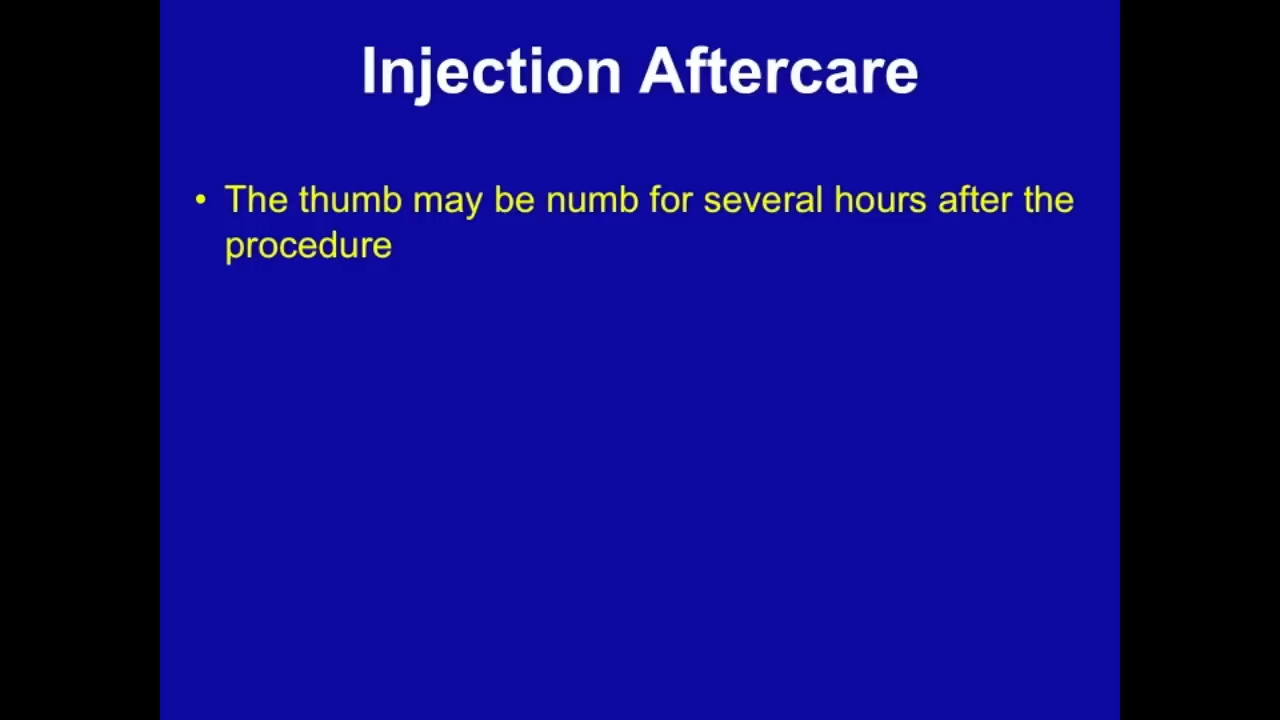 Injection Aftercare
• The thumb may be numb for several hours after the
procedure